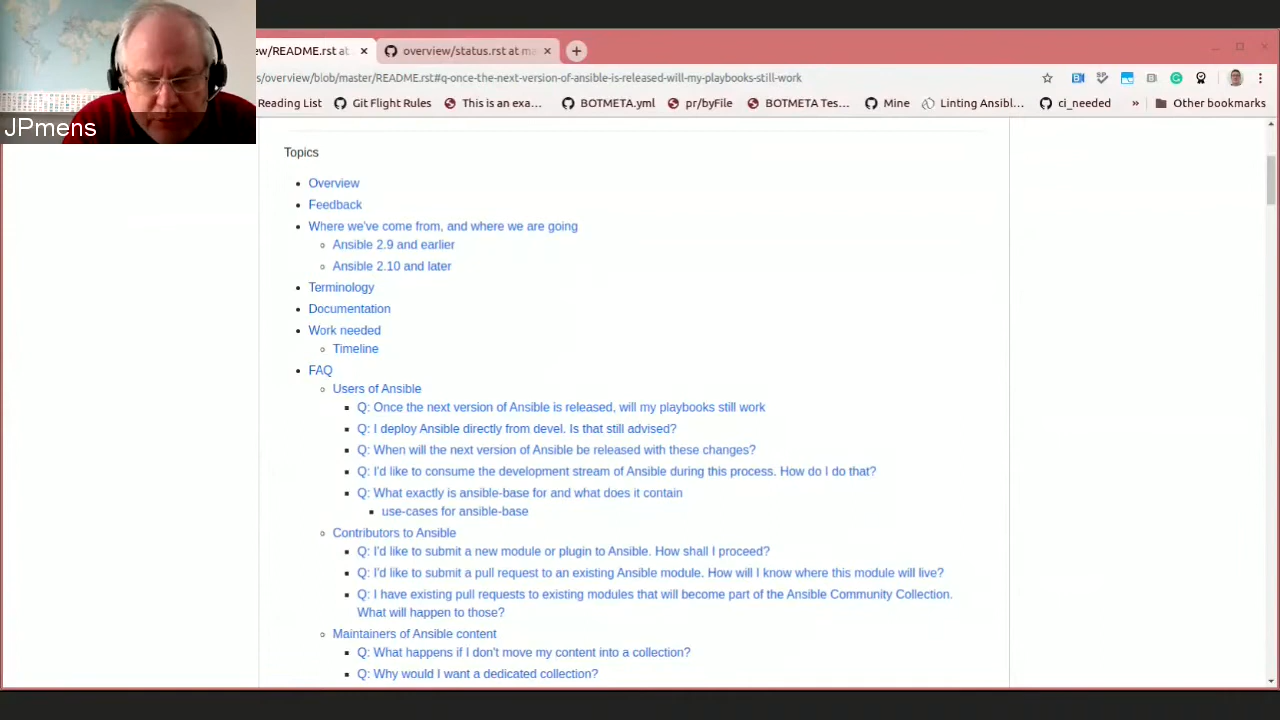 JPmens
ew/README.rst at
overview/status.rst at ma
s/overview/blob/master/README.rst#q-once-the-next-version-of-ansible-is-released-will-my-playbooks-still-work
Reading List
Git Flight Rules
This is an exa...
BOTMETA.yml
pr/byFile
BOTMETA Tes...
Mine
Linting Ansibl...
ci_needed
»
Other bookmarks
Topics
Overview
Feedback
Where we've come from, and where we are going
Ansible 2.9 and earlier
Ansible 2.10 and later
Terminology
Documentation
Work needed
Timeline
FAQ
Users of Ansible
Q: Once the next version of Ansible is released, will my playbooks still work
Q: I deploy Ansible directly from devel. Is that still advised?
Q: When will the next version of Ansible be released with these changes?
Q: I'd like to consume the development stream of Ansible during this process. How do I do that?
Q: What exactly is ansible-base for and what does it contain
use-cases for ansible-base
Contributors to Ansible
Q: I'd like to submit a new module or plugin to Ansible. How shall I proceed?
Q: I'd like to submit a pull request to an existing Ansible module. How will I know where this module will live?
Q: I have existing pull requests to existing modules that will become part of the Ansible Community Collection.
What will happen to those?
Maintainers of Ansible content
Q: What happens if I don't move my content into a collection?
Q: Why would I want a dedicated collection?